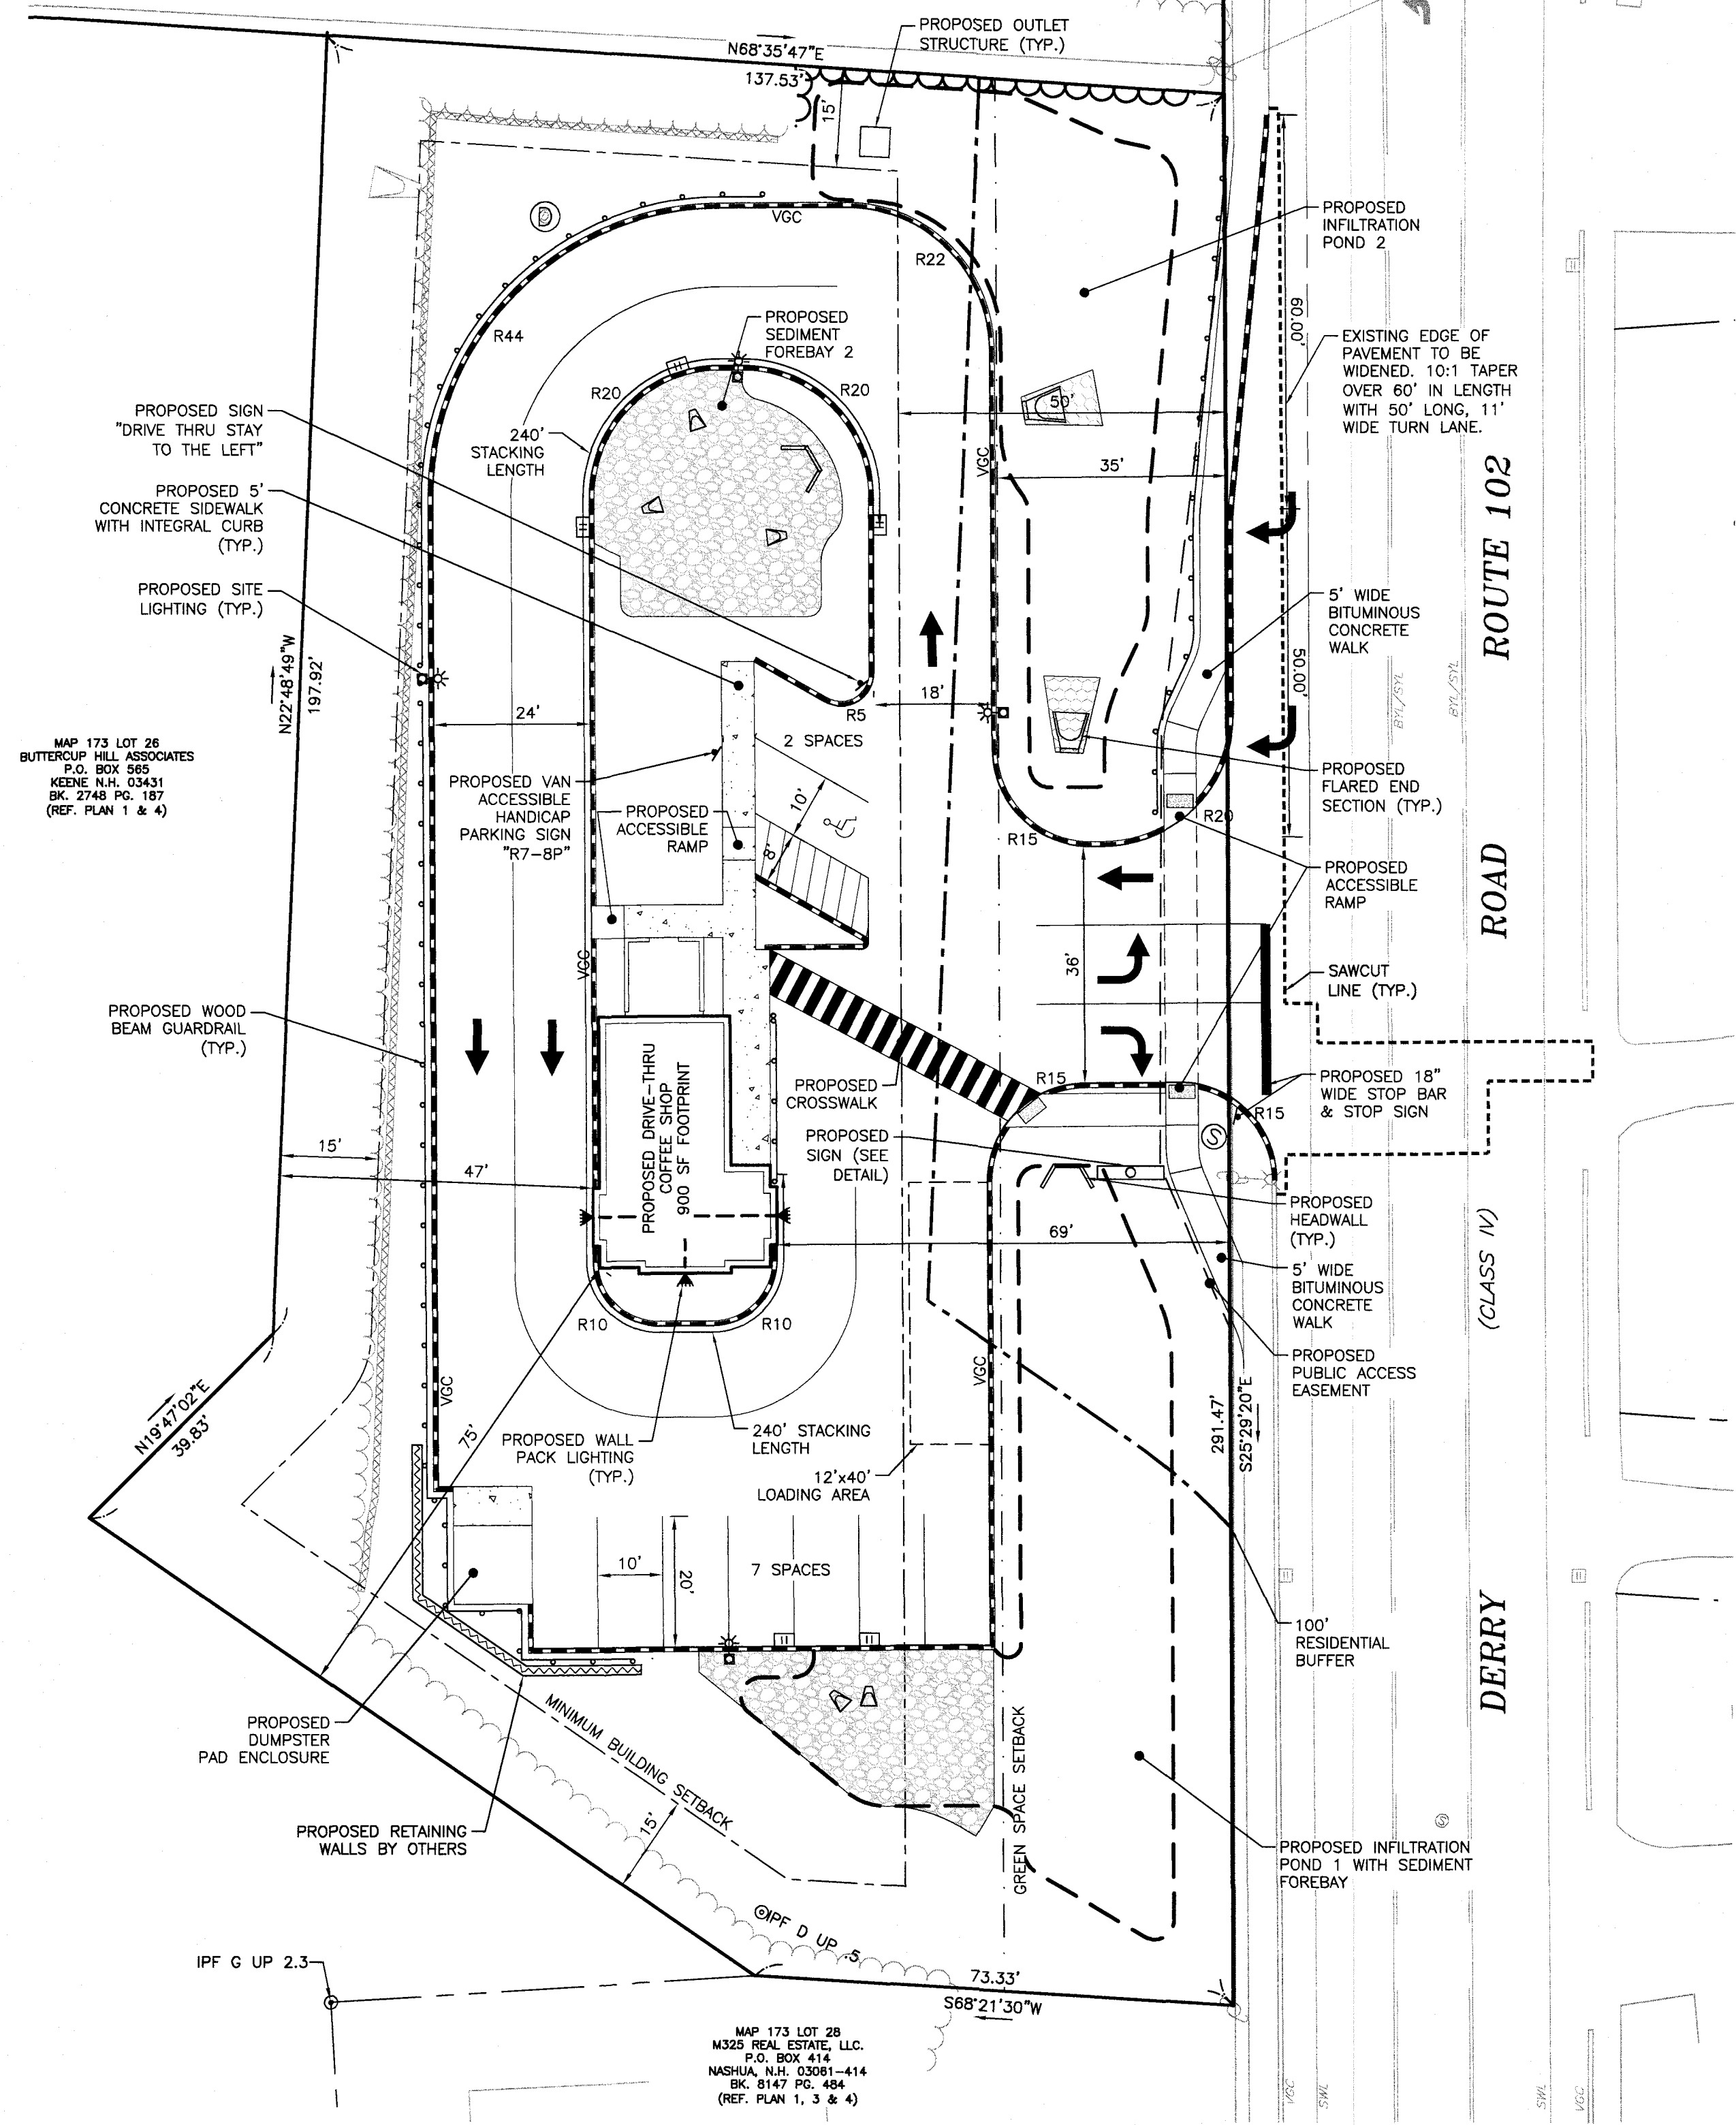 PROPOSED OUTLET
STRUCTURE (TYP.)
N68°35'47"E
137.53'
15'
VGC
R22
R44
PROPOSED
INFILTRATION
POND 2
60.00'
EXISTING EDGE OF
PAVEMENT TO BE
WIDENED. 10:1 TAPER
OVER 60' IN LENGTH
WITH 50' LONG, 11'
WIDE TURN LANE.
PROPOSED
SEDIMENT
FOREBAY 2
R20
R20
50'
35'
VGC
240'
STACKING
LENGTH
PROPOSED SIGN
"DRIVE THRU STAY
TO THE LEFT"
PROPOSED 5'
CONCRETE SIDEWALK
WITH INTEGRAL CURB
(TYP.)
PROPOSED SITE
LIGHTING (TYP.)
N22°48'49"W
197.92'
MAP 173 LOT 26
BUTTERCUP HILL ASSOCIATES
P.O. BOX 565
KEENE N.H. 03431
BK. 2748 PG. 187
(REF. PLAN 1 & 4)
24'
R5
18'
2 SPACES
5' WIDE
BITUMINOUS
CONCRETE
WALK
50.00'
BYL/SYL
BYL/SYL
ROUTE 102
PROPOSED VAN
ACCESSIBLE
HANDICAP
PARKING SIGN
"R7-8P"
PROPOSED
ACCESSIBLE
RAMP
10'
8'
PROPOSED
FLARED END
SECTION (TYP.)
R20
R15
PROPOSED
ACCESSIBLE
RAMP
ROAD
36'
VGC
SAWCUT
LINE (TYP.)
PROPOSED WOOD
BEAM GUARDRAIL
(TYP.)
PROPOSED DRIVE-THRU
COFFEE SHOP
900 SF FOOTPRINT
PROPOSED
CROSSWALK
R15
PROPOSED 18"
WIDE STOP BAR
& STOP SIGN
R15
S
PROPOSED
SIGN (SEE
DETAIL)
15'
47'
69'
PROPOSED
HEADWALL
(TYP.)
5' WIDE
BITUMINOUS
CONCRETE
WALK
(CLASS IV)
R10
R10
VGC
VGC
PROPOSED
PUBLIC ACCESS
EASEMENT
291.47'
S25°29'20"E
N19°47'02"E
39.83'
75'
PROPOSED WALL
PACK LIGHTING
(TYP.)
240' STACKING
LENGTH
12'x40'
LOADING AREA
10'
20'
7 SPACES
100'
RESIDENTIAL
BUFFER
DERRY
PROPOSED
DUMPSTER
PAD ENCLOSURE
MINIMUM BUILDING SETBACK
15'
GREEN SPACE SETBACK
PROPOSED RETAINING
WALLS BY OTHERS
PROPOSED INFILTRATION
POND 1 WITH SEDIMENT
FOREBAY
IPF D UP .5
IPF G UP 2.3
73.33'
S68°21'30"W
MAP 173 LOT 28
M325 REAL ESTATE, LLC.
P.O. BOX 414
NASHUA, N.H. 03061-414
BK. 8147 PG. 484
(REF. PLAN 1, 3 & 4)
VGC
SWL
SWL
VGC